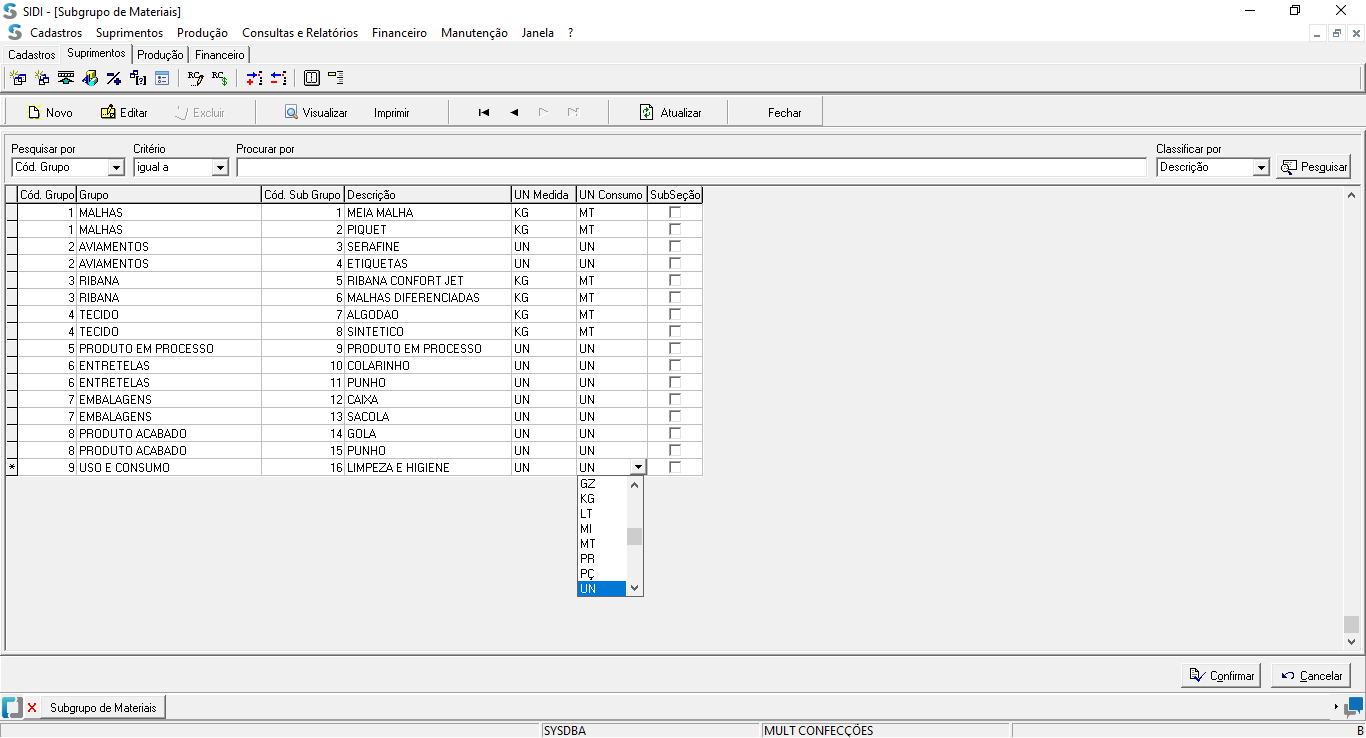 SIDI - [Subgrupo de Materiais]
Cadastros Suprimentos Produção Consultas e Relatórios Financeiro Manutenção Janela ?
Cadastros Suprimentos Produção Financeiro
Novo Editar Excluir Visualizar Imprimir Atualizar Fechar
Pesquisar por Critério Procurar por Classificar por
Cód. Grupo igual a Descrição Pesquisar
Cód. Grupo Grupo Cód. Sub Grupo Descrição UN Medida UN Consumo SubSeção
1 MALHAS 1 MEIA MALHA KG MT
1 MALHAS 2 PIQUET KG MT
2 AVIAMENTOS 3 SERAFINE UN UN
2 AVIAMENTOS 4 ETIQUETAS UN UN
3 RIBANA 5 RIBANA CONFORT JET KG MT
3 RIBANA 6 MALHAS DIFERENCIADAS KG MT
4 TECIDO 7 ALGODAO KG MT
4 TECIDO 8 SINTETICO KG MT
5 PRODUTO EM PROCESSO 9 PRODUTO EM PROCESSO UN UN
6 ENTRETELAS 10 COLARINHO UN UN
6 ENTRETELAS 11 PUNHO UN UN
7 EMBALAGENS 12 CAIXA UN UN
7 EMBALAGENS 13 SACOLA UN UN
8 PRODUTO ACABADO 14 GOLA UN UN
8 PRODUTO ACABADO 15 PUNHO UN UN
* 9 USO E CONSUMO 16 LIMPEZA E HIGIENE UN UN
GZ
KG
LT
MI
MT
PR
PÇ
UN
Confirmar Cancelar
Subgrupo de Materiais
SYSDBA MULT CONFECÇÕES B